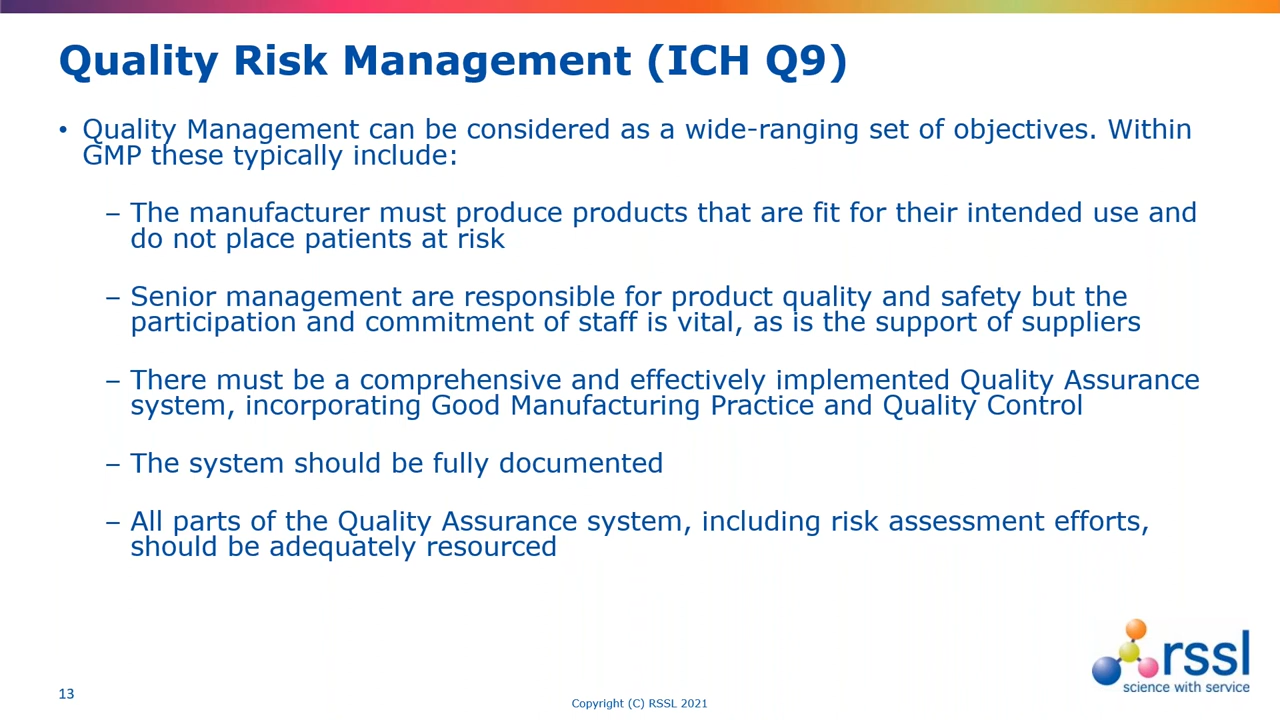 Quality Risk Management (ICH Q9)
• Quality Management can be considered as a wide-ranging set of objectives. Within
GMP these typically include:
– The manufacturer must produce products that are fit for their intended use and
do not place patients at risk
– Senior management are responsible for product quality and safety but the
participation and commitment of staff is vital, as is the support of suppliers
– There must be a comprehensive and effectively implemented Quality Assurance
system, incorporating Good Manufacturing Practice and Quality Control
– The system should be fully documented
– All parts of the Quality Assurance system, including risk assessment efforts,
should be adequately resourced
rssl
science with service
13
Copyright (C) RSSL 2021